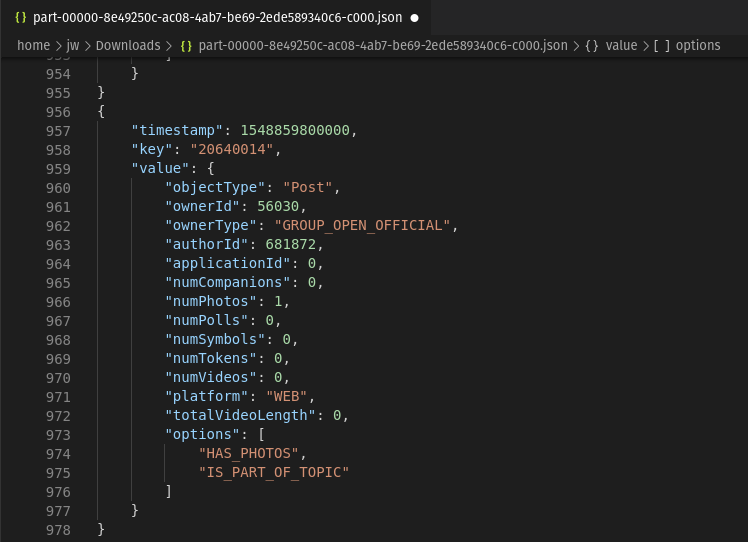 {} part-00000-8e49250c-ac08-4ab7-be69-2ede589340c6-c000.json ●
home > jw > Downloads > {} part-00000-8e49250c-ac08-4ab7-be69-2ede589340c6-c000.json > {} value > [ ] options
953 ]
954 }
955 }
956 {
957 "timestamp": 1548859800000,
958 "key": "20640014",
959 "value": {
960 "objectType": "Post",
961 "ownerId": 56030,
962 "ownerType": "GROUP_OPEN_OFFICIAL",
963 "authorId": 681872,
964 "applicationId": 0,
965 "numCompanions": 0,
966 "numPhotos": 1,
967 "numPolls": 0,
968 "numSymbols": 0,
969 "numTokens": 0,
970 "numVideos": 0,
971 "platform": "WEB",
972 "totalVideoLength": 0,
973 "options": [
974 "HAS_PHOTOS",
975 "IS_PART_OF_TOPIC"
976 ]
977 }
978 }